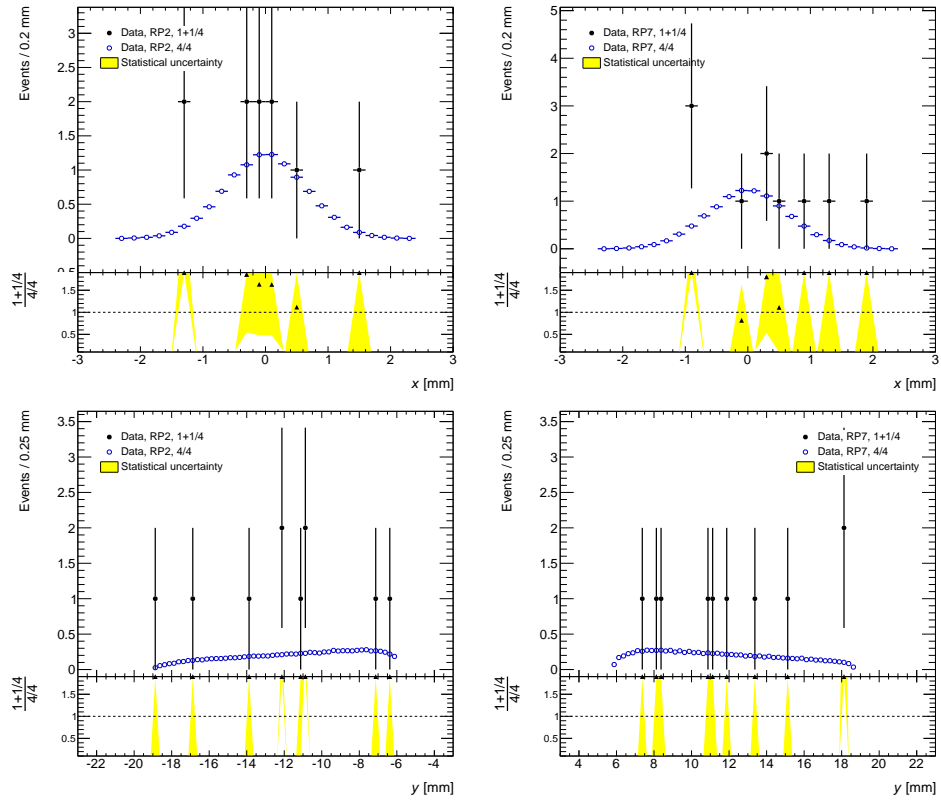 Events / 0.2 mm
Data, RP2, 1+1/4
Data, RP2, 4/4
Statistical uncertainty
3
2.5
2
1.5
1
0.5
0
0.5
1+1/4
4/4
1.5
1
0.5
-3 -2 -1 0 1 2 3
x [mm]
Events / 0.2 mm
Data, RP7, 1+1/4
Data, RP7, 4/4
Statistical uncertainty
5
4
3
2
1
0
1+1/4
4/4
1.5
1
0.5
-3 -2 -1 0 1 2 3
x [mm]
Events / 0.25 mm
Data, RP2, 1+1/4
Data, RP2, 4/4
Statistical uncertainty
3.5
3
2.5
2
1.5
1
0.5
0
1+1/4
4/4
1.5
1
0.5
-22 -20 -18 -16 -14 -12 -10 -8 -6 -4
y [mm]
Events / 0.25 mm
Data, RP7, 1+1/4
Data, RP7, 4/4
Statistical uncertainty
3.5
3
2.5
2
1.5
1
0.5
0
1+1/4
4/4
1.5
1
0.5
4 6 8 10 12 14 16 18 20 22
y [mm]